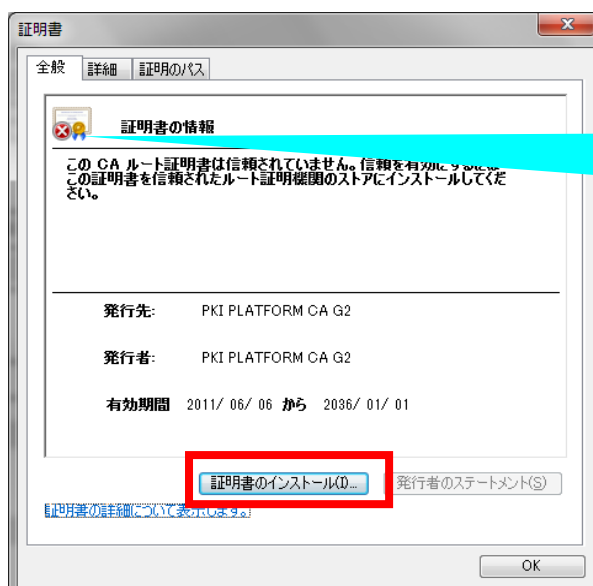 証明書
全般 詳細 証明のパス
証明書の情報
この CA ルート証明書は信頼されていません。信頼を有効にするには
この証明書を信頼されたルート証明機関のストアにインストールしてくだ
さい。
発行先: PKI PLATFORM CA G2
発行者: PKI PLATFORM CA G2
有効期間 2011/ 06/ 06 から 2036/ 01/ 01
証明書のインストール(I)... 発行者のステートメント(S)
証明書の詳細について表示します。
OK